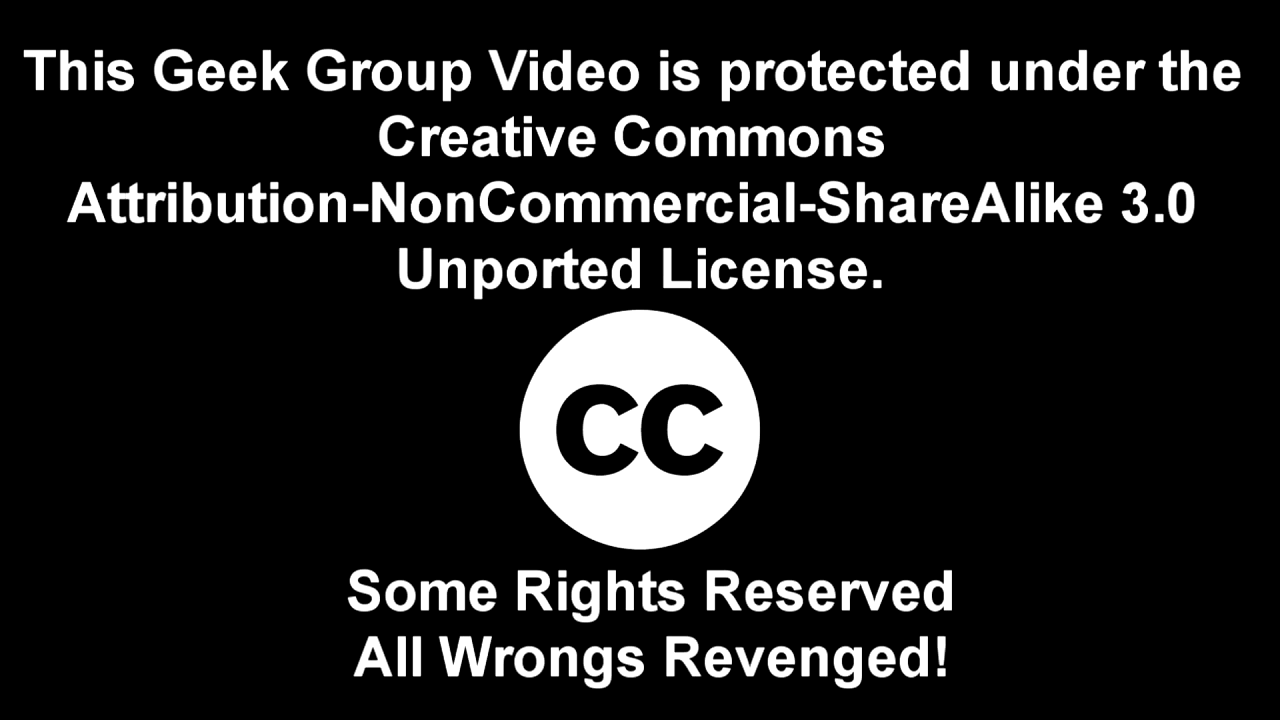 This Geek Group Video is protected under the
Creative Commons
Attribution-NonCommercial-ShareAlike 3.0
Unported License.
cc
Some Rights Reserved
All Wrongs Revenged!